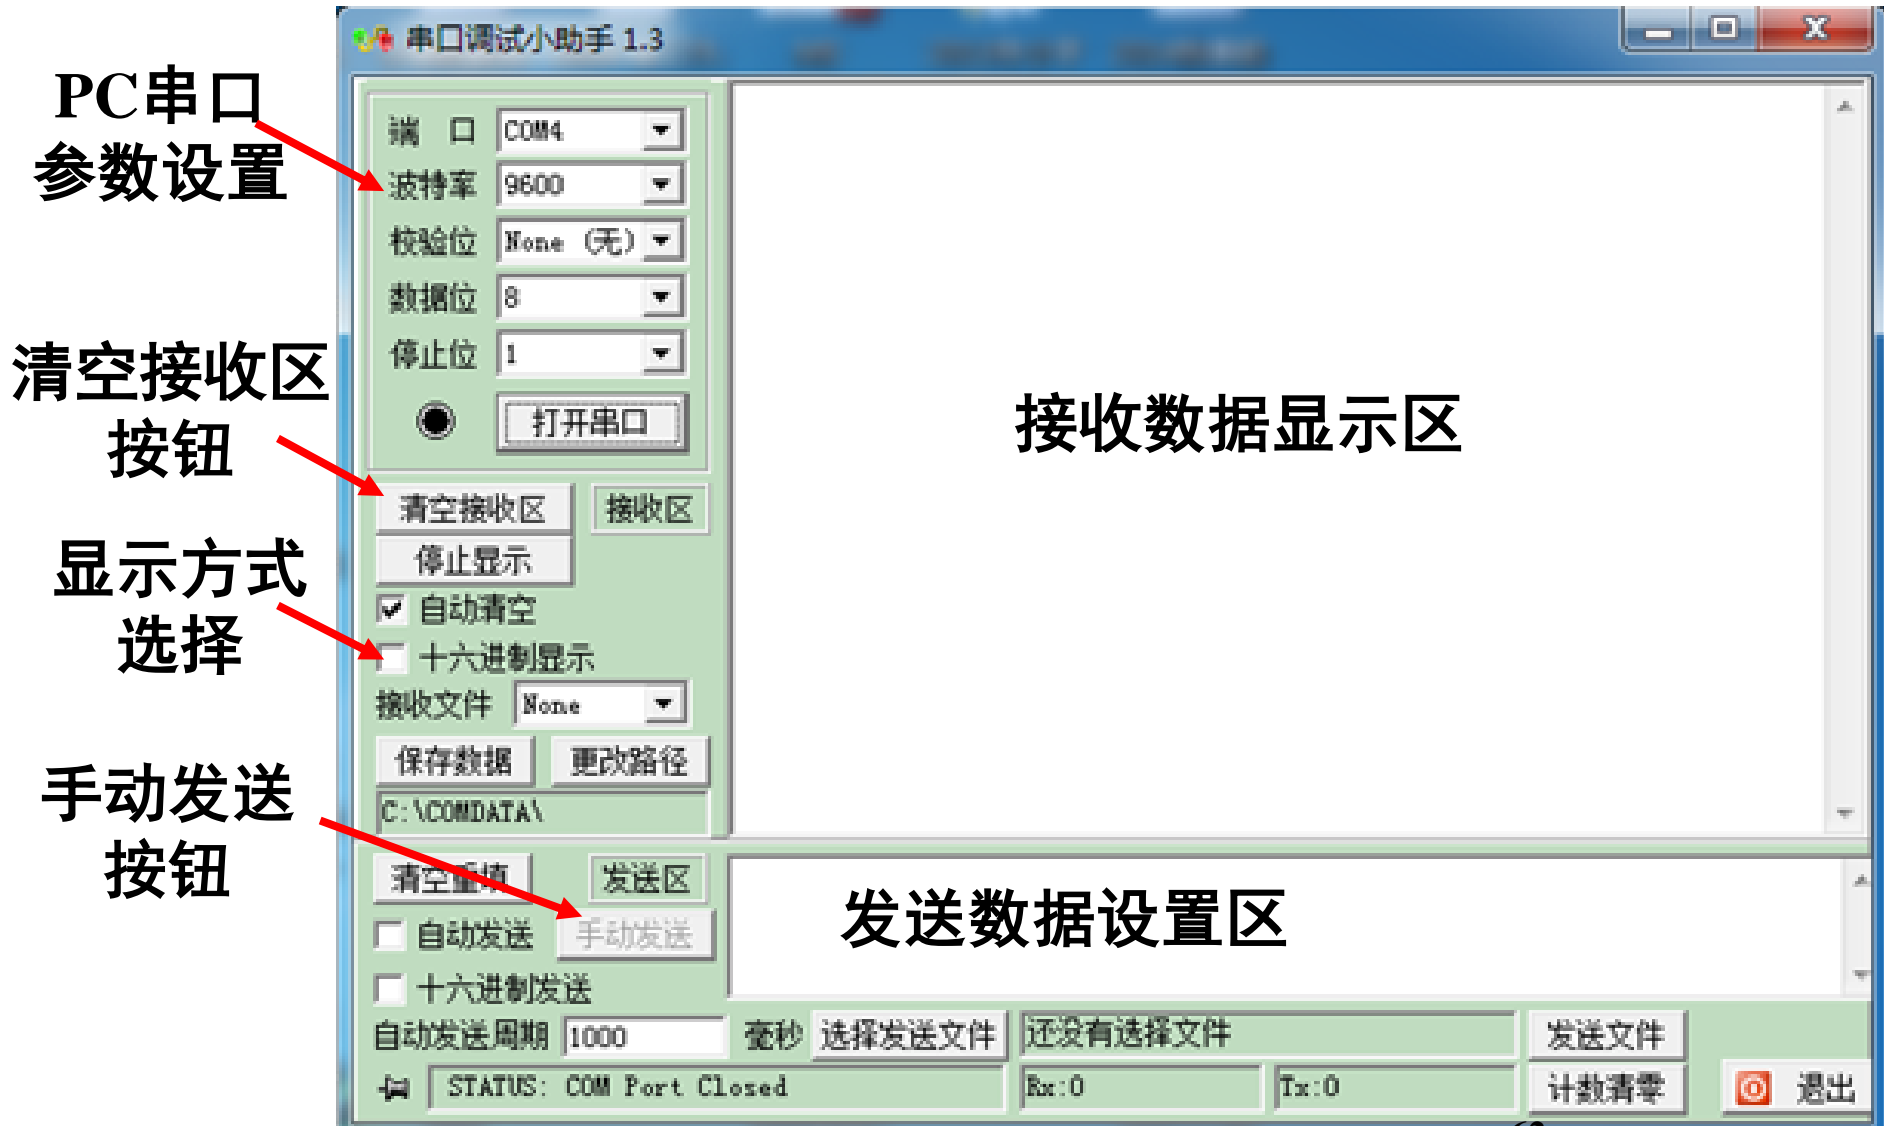 串口调试小助手 1.3
PC串口
参数设置
端 口 COM4
波特率 9600
校验位 None (无)
数据位 8
停止位 1
打开串口
清空接收区
按钮
清空接收区 接收区
停止显示
自动清空
显示方式
选择
十六进制显示
接收文件 None
保存数据 更改路径
C:\COMDATA\
接收数据显示区
手动发送
按钮
清空重填 发送区
自动发送 手动发送
十六进制发送
发送数据设置区
自动发送周期 1000 毫秒 选择发送文件 还没有选择文件 发送文件
STATUS: COM Port Closed Rx:0 Tx:0 计数清零 退出